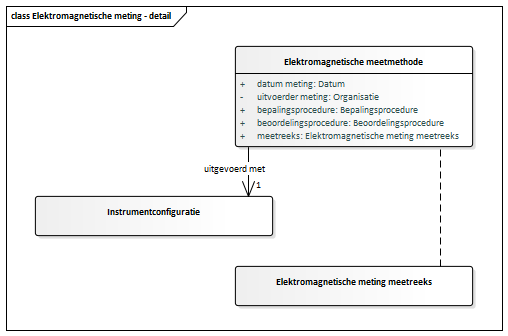 class Elektromagnetische meting - detail
Elektromagnetische meetmethode
+ datum meting: Datum
- uitvoerder meting: Organisatie
+ bepalingsprocedure: Bepalingsprocedure
+ beoordelingsprocedure: Beoordelingsprocedure
+ meetreeks: Elektromagnetische meting meetreeks
uitgevoerd met
1
Instrumentconfiguratie
Elektromagnetische meting meetreeks